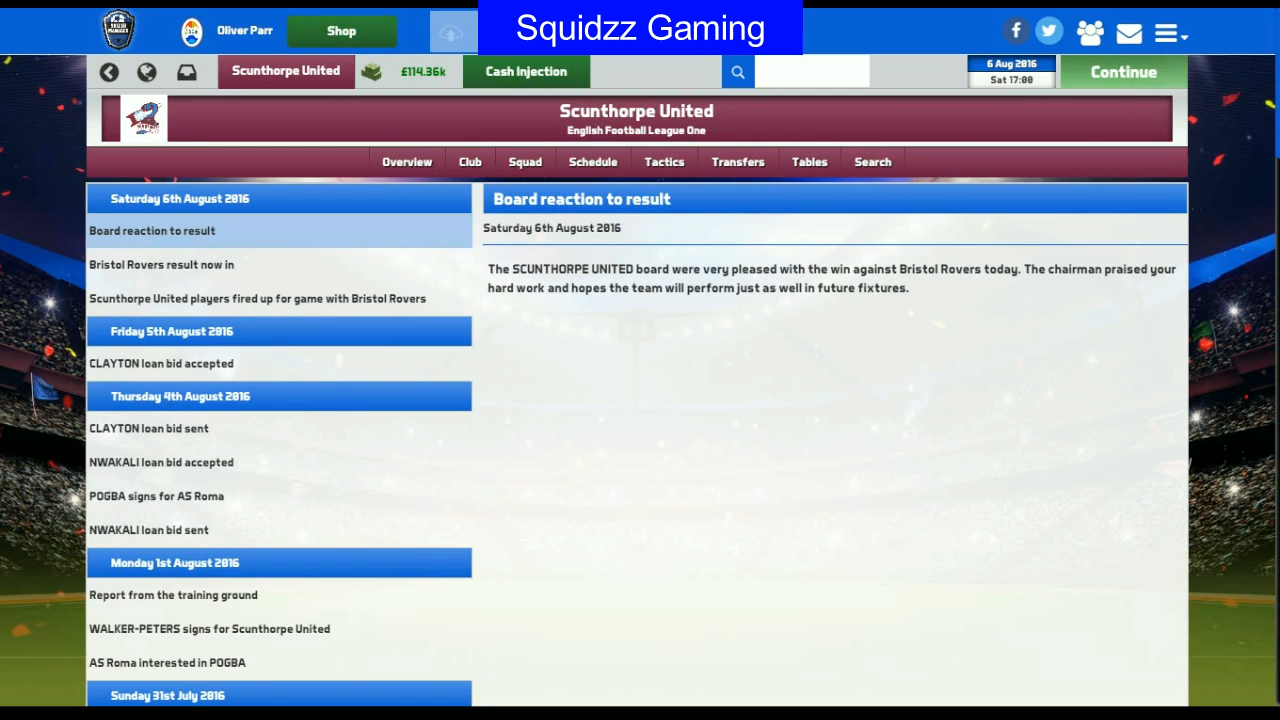 Oliver Parr
Shop
Squidzz Gaming
Scunthorpe United
£114.36k
Cash Injection
6 Aug 2016
Sat 17:00
Continue
Scunthorpe United
English Football League One
Overview
Club
Squad
Schedule
Tactics
Transfers
Tables
Search
Saturday 6th August 2016
Board reaction to result
Bristol Rovers result now in
Scunthorpe United players fired up for game with Bristol Rovers
Friday 5th August 2016
CLAYTON loan bid accepted
Thursday 4th August 2016
CLAYTON loan bid sent
NWAKALI loan bid accepted
POGBA signs for AS Roma
NWAKALI loan bid sent
Monday 1st August 2016
Report from the training ground
WALKER-PETERS signs for Scunthorpe United
AS Roma interested in POGBA
Sunday 31st July 2016
Board reaction to result
Saturday 6th August 2016
The SCUNTHORPE UNITED board were very pleased with the win against Bristol Rovers today. The chairman praised your
hard work and hopes the team will perform just as well in future fixtures.